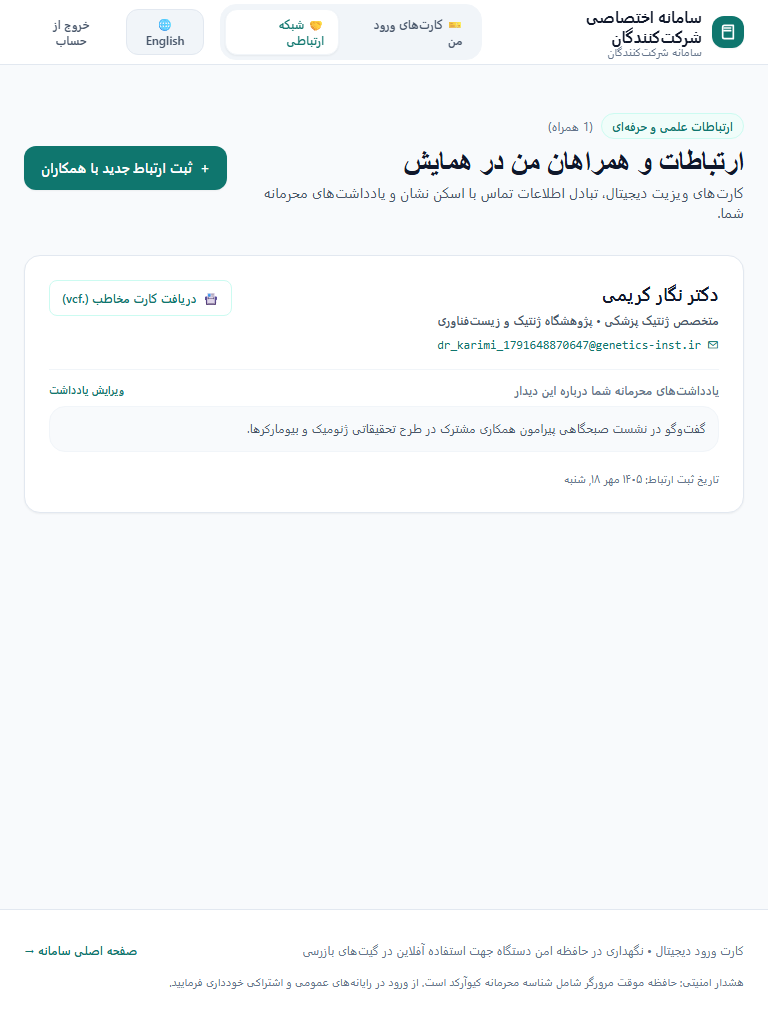 سامانه اختصاصی
شرکت‌کنندگان
سامانه شرکت‌کنندگان
کارت‌های ورود
من
شبکه
ارتباطی
English
خروج از
حساب
ارتباطات علمی و حرفه‌ای
(1 همراه)
ارتباطات و همراهان من در همایش
کارت‌های ویزیت دیجیتال، تبادل اطلاعات تماس با اسکن نشان و یادداشت‌های محرمانه
شما.
+ ثبت ارتباط جدید با همکاران
دکتر نگار کریمی
متخصص ژنتیک پزشکی • پژوهشگاه ژنتیک و زیست‌فناوری
dr_karimi_1791648870647@genetics-inst.ir
دریافت کارت مخاطب (.vcf)
یادداشت‌های محرمانه شما درباره این دیدار
ویرایش یادداشت
گفت‌وگو در نشست صبحگاهی پیرامون همکاری مشترک در طرح تحقیقاتی ژنومیک و بیومارکرها.
تاریخ ثبت ارتباط: ۱۴۰۵ مهر ۱۸, شنبه
کارت ورود دیجیتال • نگهداری در حافظه امن دستگاه جهت استفاده آفلاین در گیت‌های بازرسی
صفحه اصلی سامانه →
هشدار امنیتی: حافظه موقت مرورگر شامل شناسه محرمانه کیوآرکد است. از ورود در رایانه‌های عمومی و اشتراکی خودداری فرمایید.